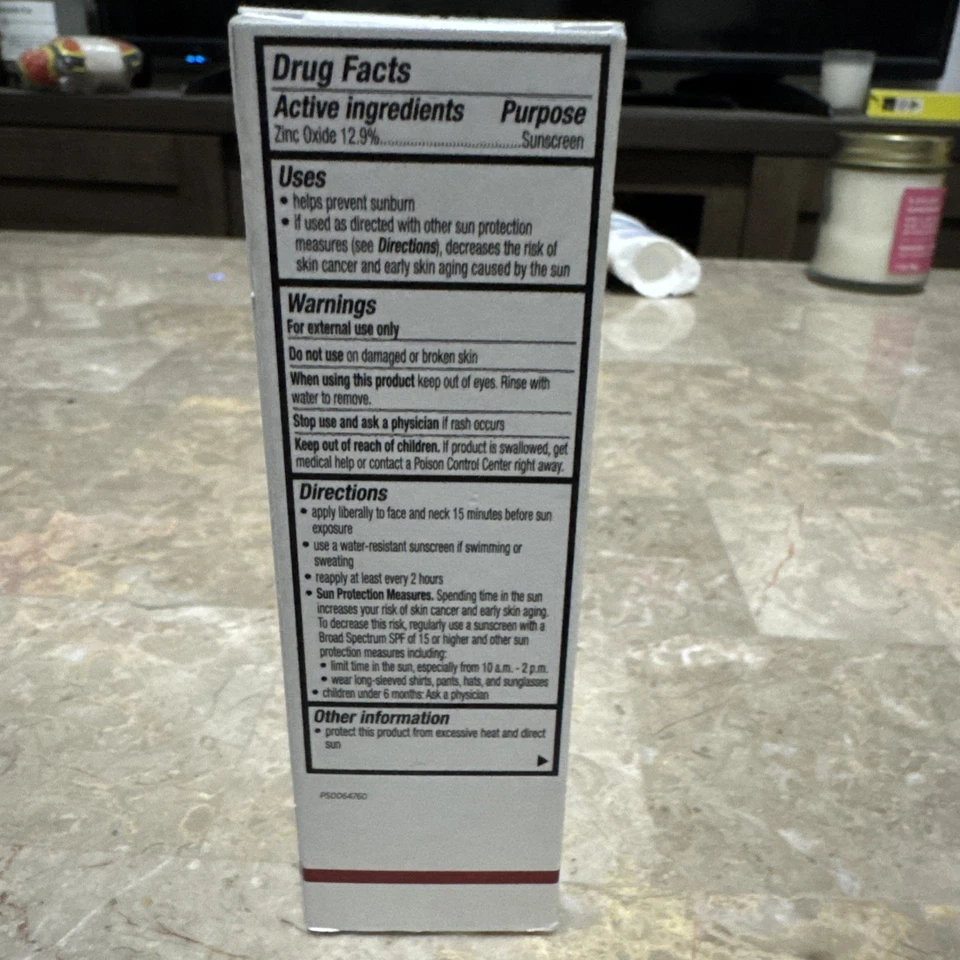 Drug Facts
Active ingredients Purpose
Zinc Oxide 12.9%........................................Sunscreen
Uses
• helps prevent sunburn
• if used as directed with other sun protection
measures (see Directions), decreases the risk of
skin cancer and early skin aging caused by the sun
Warnings
For external use only
Do not use on damaged or broken skin
When using this product keep out of eyes. Rinse with
water to remove.
Stop use and ask a physician if rash occurs
Keep out of reach of children. If product is swallowed, get
medical help or contact a Poison Control Center right away.
Directions
• apply liberally to face and neck 15 minutes before sun
exposure
• use a water-resistant sunscreen if swimming or
sweating
• reapply at least every 2 hours
• Sun Protection Measures. Spending time in the sun
increases your risk of skin cancer and early skin aging.
To decrease this risk, regularly use a sunscreen with a
Broad Spectrum SPF of 15 or higher and other sun
protection measures including:
• limit time in the sun, especially from 10 a.m. - 2 p.m.
• wear long-sleeved shirts, pants, hats, and sunglasses
• children under 6 months: Ask a physician
Other information
• protect this product from excessive heat and direct
sun
PS0064760